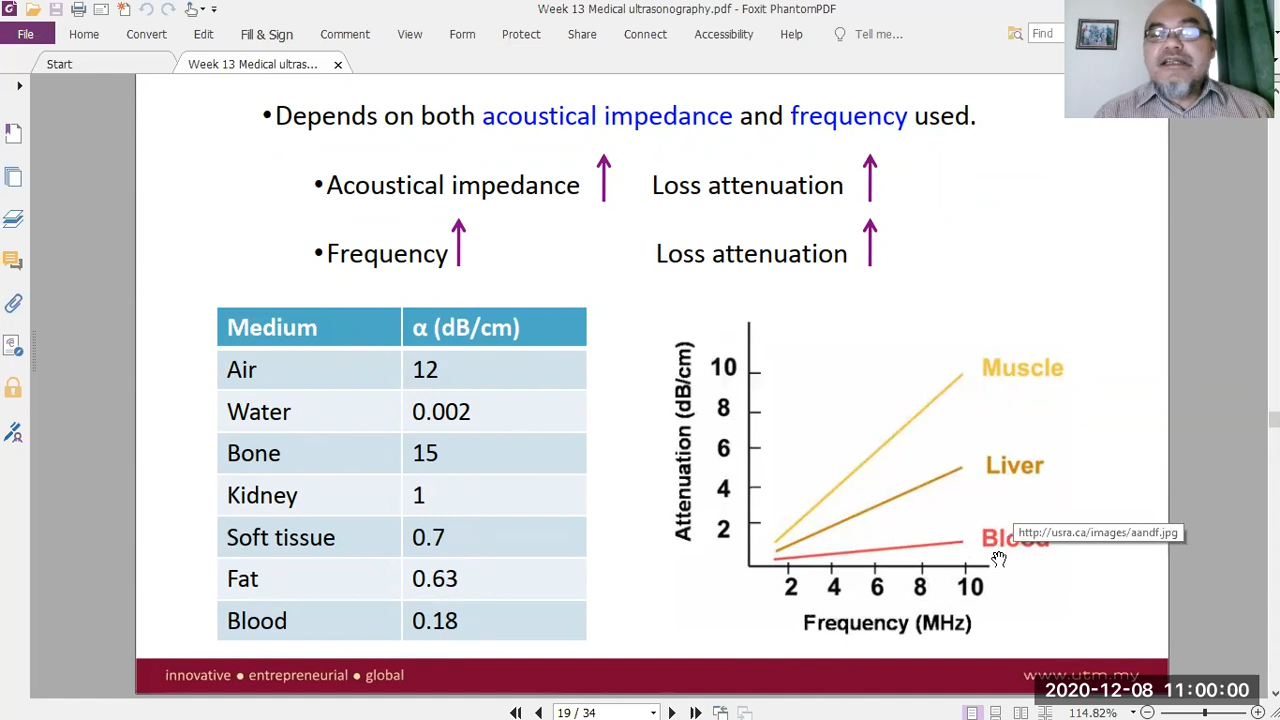 Week 13 Medical ultrasonography.pdf - Foxit PhantomPDF
File Home Convert Edit Fill & Sign Comment View Form Protect Share Connect Accessibility Help Tell me... Find
Start Week 13 Medical ultras...
•Depends on both acoustical impedance and frequency used.
•Acoustical impedance Loss attenuation
•Frequency Loss attenuation
Medium α (dB/cm)
Air 12
Water 0.002
Bone 15
Kidney 1
Soft tissue 0.7
Fat 0.63
Blood 0.18
Attenuation (dB/cm)
10
8
6
4
2
Muscle
Liver
http://usra.ca/images/aandf.jpg
Blood
2 4 6 8 10
Frequency (MHz)
innovative ● entrepreneurial ● global
www.utm.my
2020-12-08 11:00:00
19 / 34
114.82%